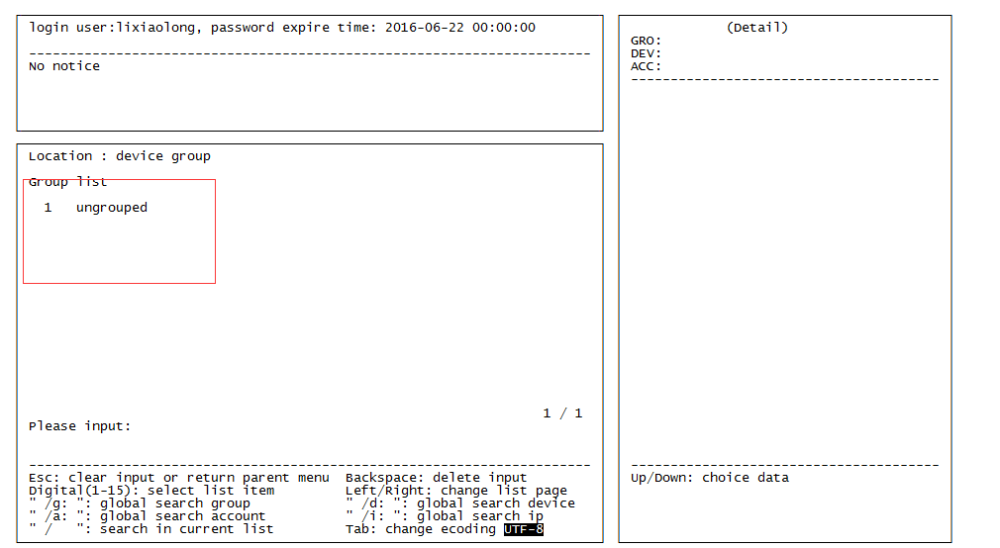 login user:lixiaolong, password expire time: 2016-06-22 00:00:00
-----------------------------------------------------------------------
No notice
Location : device group
Group list
1 ungrouped
1 / 1
Please input:
-----------------------------------------------------------------------
Esc: clear input or return parent menu Backspace: delete input
Digital(1-15): select list item Left/Right: change list page
" /g: ": global search group " /d: ": global search device
" /a: ": global search account " /i: ": global search ip
" / ": search in current list Tab: change ecoding UTF-8
(Detail)
GRO:
DEV:
ACC:
---------------------------------------
---------------------------------------
Up/Down: choice data